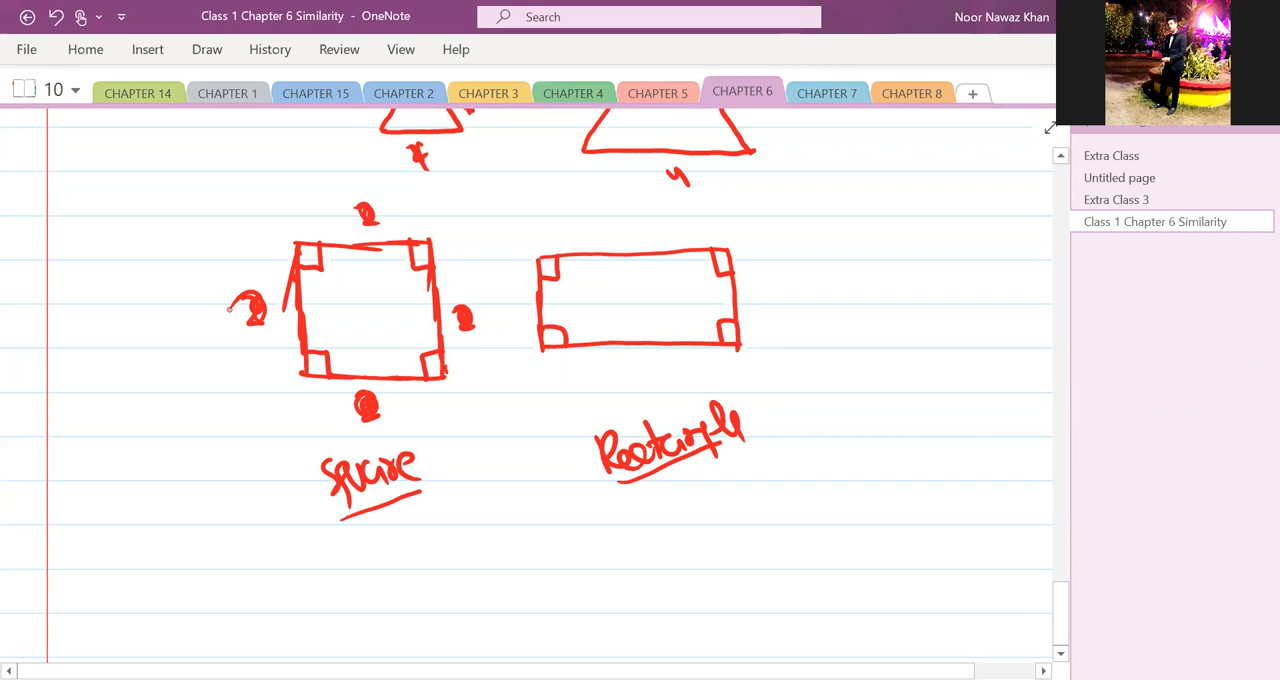 Class 1 Chapter 6 Similarity - OneNote
Search
Noor Nawaz Khan
File Home Insert Draw History Review View Help
10 CHAPTER 14 CHAPTER 1 CHAPTER 15 CHAPTER 2 CHAPTER 3 CHAPTER 4 CHAPTER 5 CHAPTER 6 CHAPTER 7 CHAPTER 8
Extra Class
Untitled page
Extra Class 3
Class 1 Chapter 6 Similarity
4
2
2 2
Square Rectangle